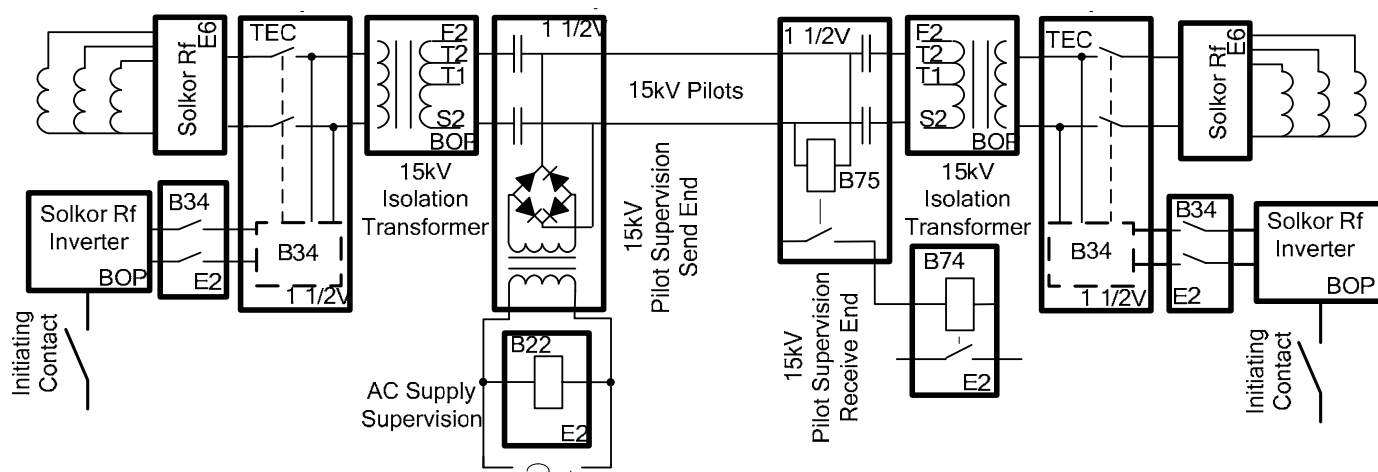 Solkor Rf
E6
TEC
B34
1 1/2V
F2
T2
T1
S2
BOP
15kV
Isolation
Transformer
Solkor Rf
Inverter
BOP
B34
E2
Initiating
Contact
1 1/2V
15kV
Pilot Supervision
Send End
B22
E2
AC Supply
Supervision
15kV Pilots
1 1/2V
B75
15kV
Pilot Supervision
Receive End
B74
E2
F2
T2
T1
S2
BOP
15kV
Isolation
Transformer
TEC
B34
1 1/2V
Solkor Rf
E6
B34
E2
Solkor Rf
Inverter
BOP
Initiating
Contact